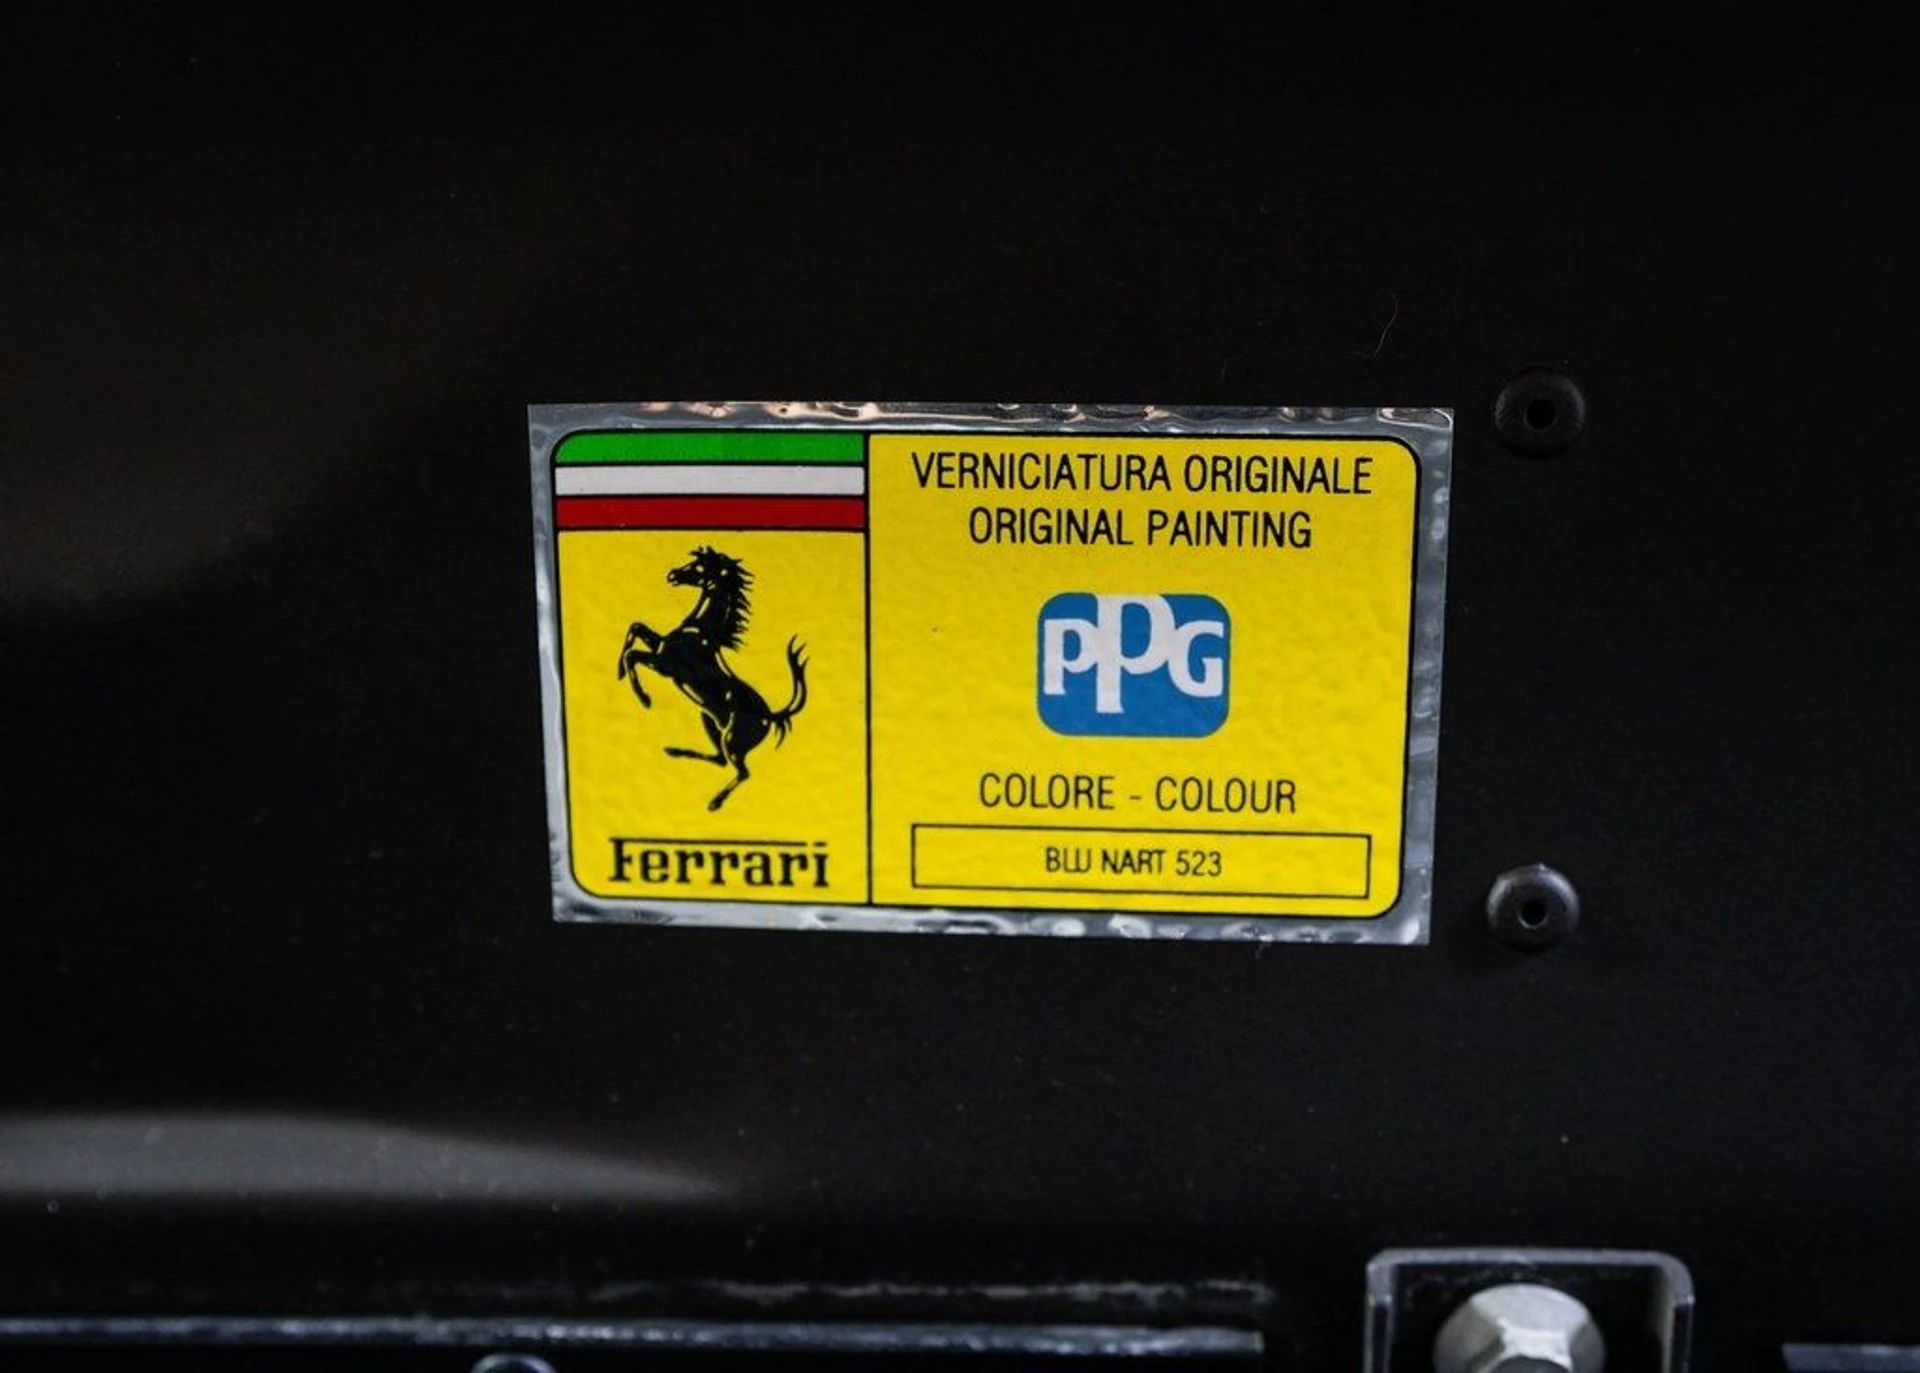 VERNICIATURA ORIGINALE
ORIGINAL PAINTING
PPG
COLORE - COLOUR
BLU NART 523
Ferrari